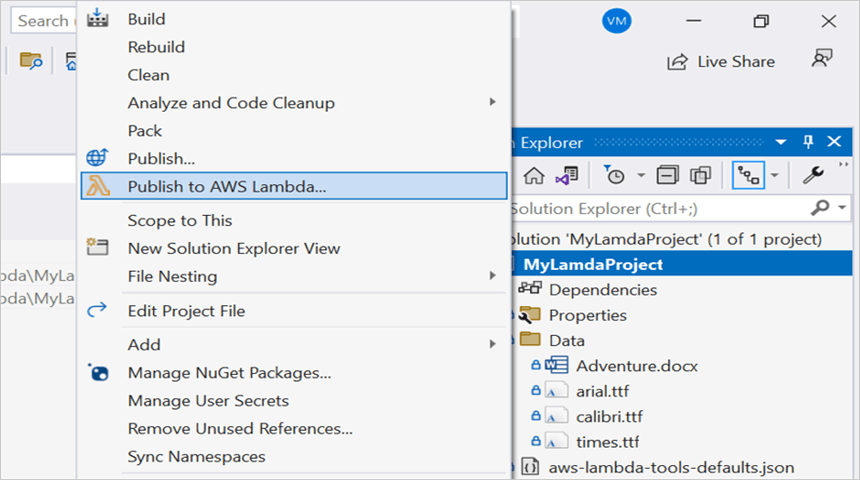 Search
VM
Live Share
Build
Rebuild
Clean
Analyze and Code Cleanup
Pack
Publish...
Publish to AWS Lambda...
Scope to This
New Solution Explorer View
File Nesting
Edit Project File
Add
Manage NuGet Packages...
Manage User Secrets
Remove Unused References...
Sync Namespaces
bda\MyLa
bda\MyLa
Explorer
Solution Explorer (Ctrl+;)
olution 'MyLamdaProject' (1 of 1 project)
MyLamdaProject
Dependencies
Properties
Data
Adventure.docx
arial.ttf
calibri.ttf
times.ttf
aws-lambda-tools-defaults.json